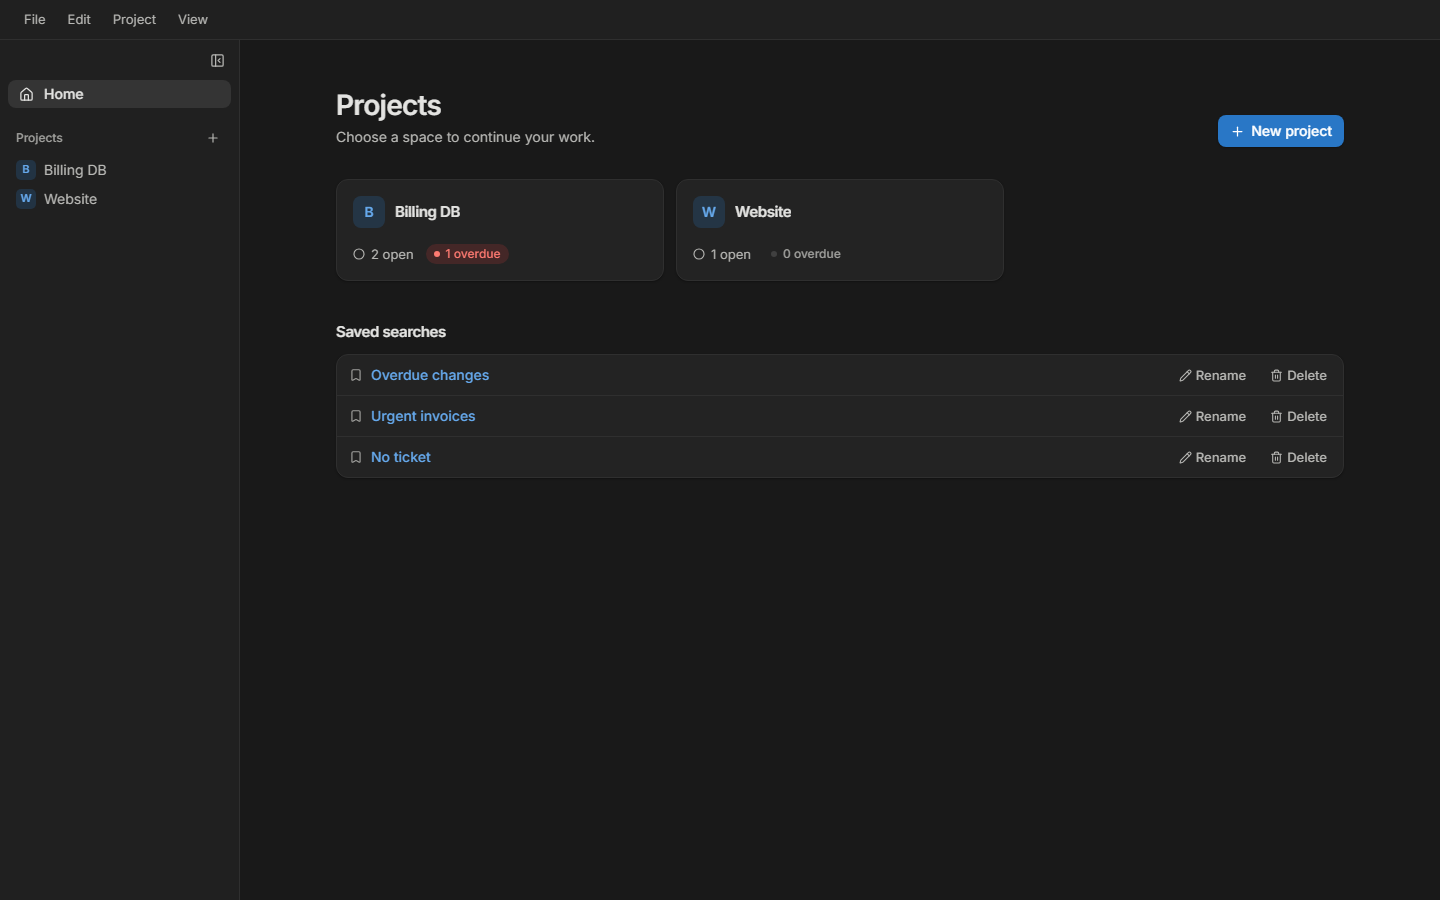 File Edit Project View
Home
Projects
B Billing DB
W Website
Projects
Choose a space to continue your work.
New project
B Billing DB
2 open 1 overdue
W Website
1 open 0 overdue
Saved searches
Overdue changes Rename Delete
Urgent invoices Rename Delete
No ticket Rename Delete